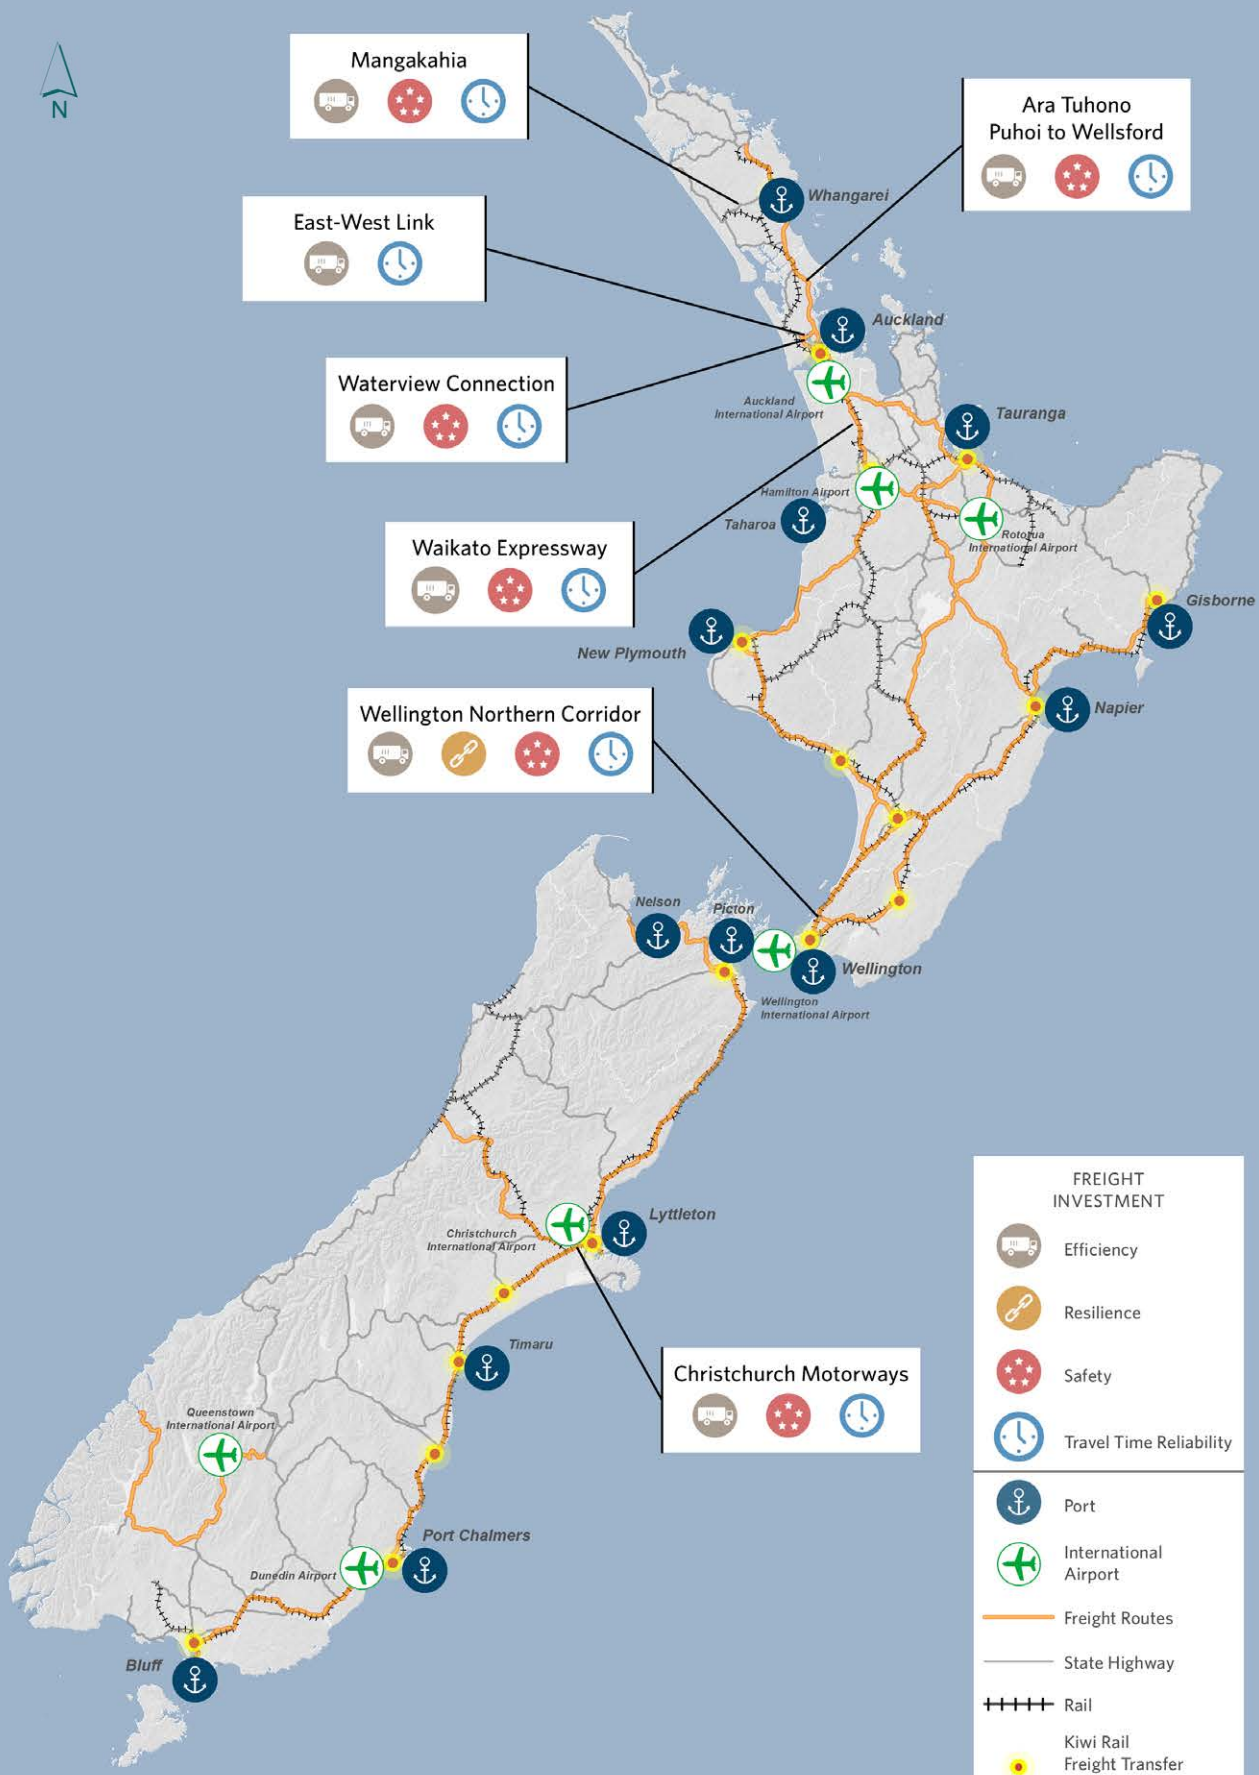 N
Mangakahia
Ara Tuhono
Puhoi to Wellsford
Whangarei
East-West Link
Auckland
Waterview Connection
Auckland
International Airport
Tauranga
Hamilton Airport
Taharoa
Rotorua
International Airport
Waikato Expressway
Gisborne
New Plymouth
Napier
Wellington Northern Corridor
Nelson
Picton
Wellington
Wellington
International Airport
Lyttleton
Christchurch
International Airport
Timaru
Christchurch Motorways
Queenstown
International Airport
Port Chalmers
Dunedin Airport
Bluff
FREIGHT
INVESTMENT
Efficiency
Resilience
Safety
Travel Time Reliability
Port
International
Airport
Freight Routes
State Highway
Rail
Kiwi Rail
Freight Transfer